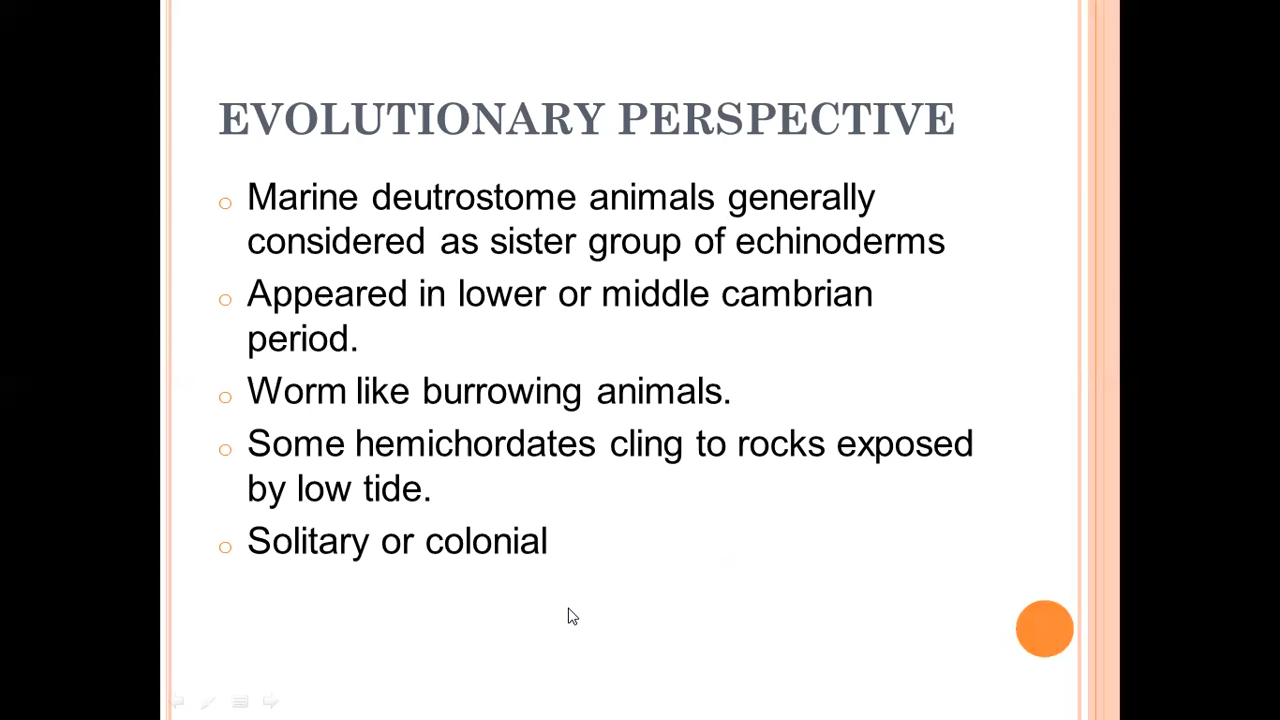 EVOLUTIONARY PERSPECTIVE
Marine deutrostome animals generally
considered as sister group of echinoderms
Appeared in lower or middle cambrian
period.
Worm like burrowing animals.
Some hemichordates cling to rocks exposed
by low tide.
Solitary or colonial